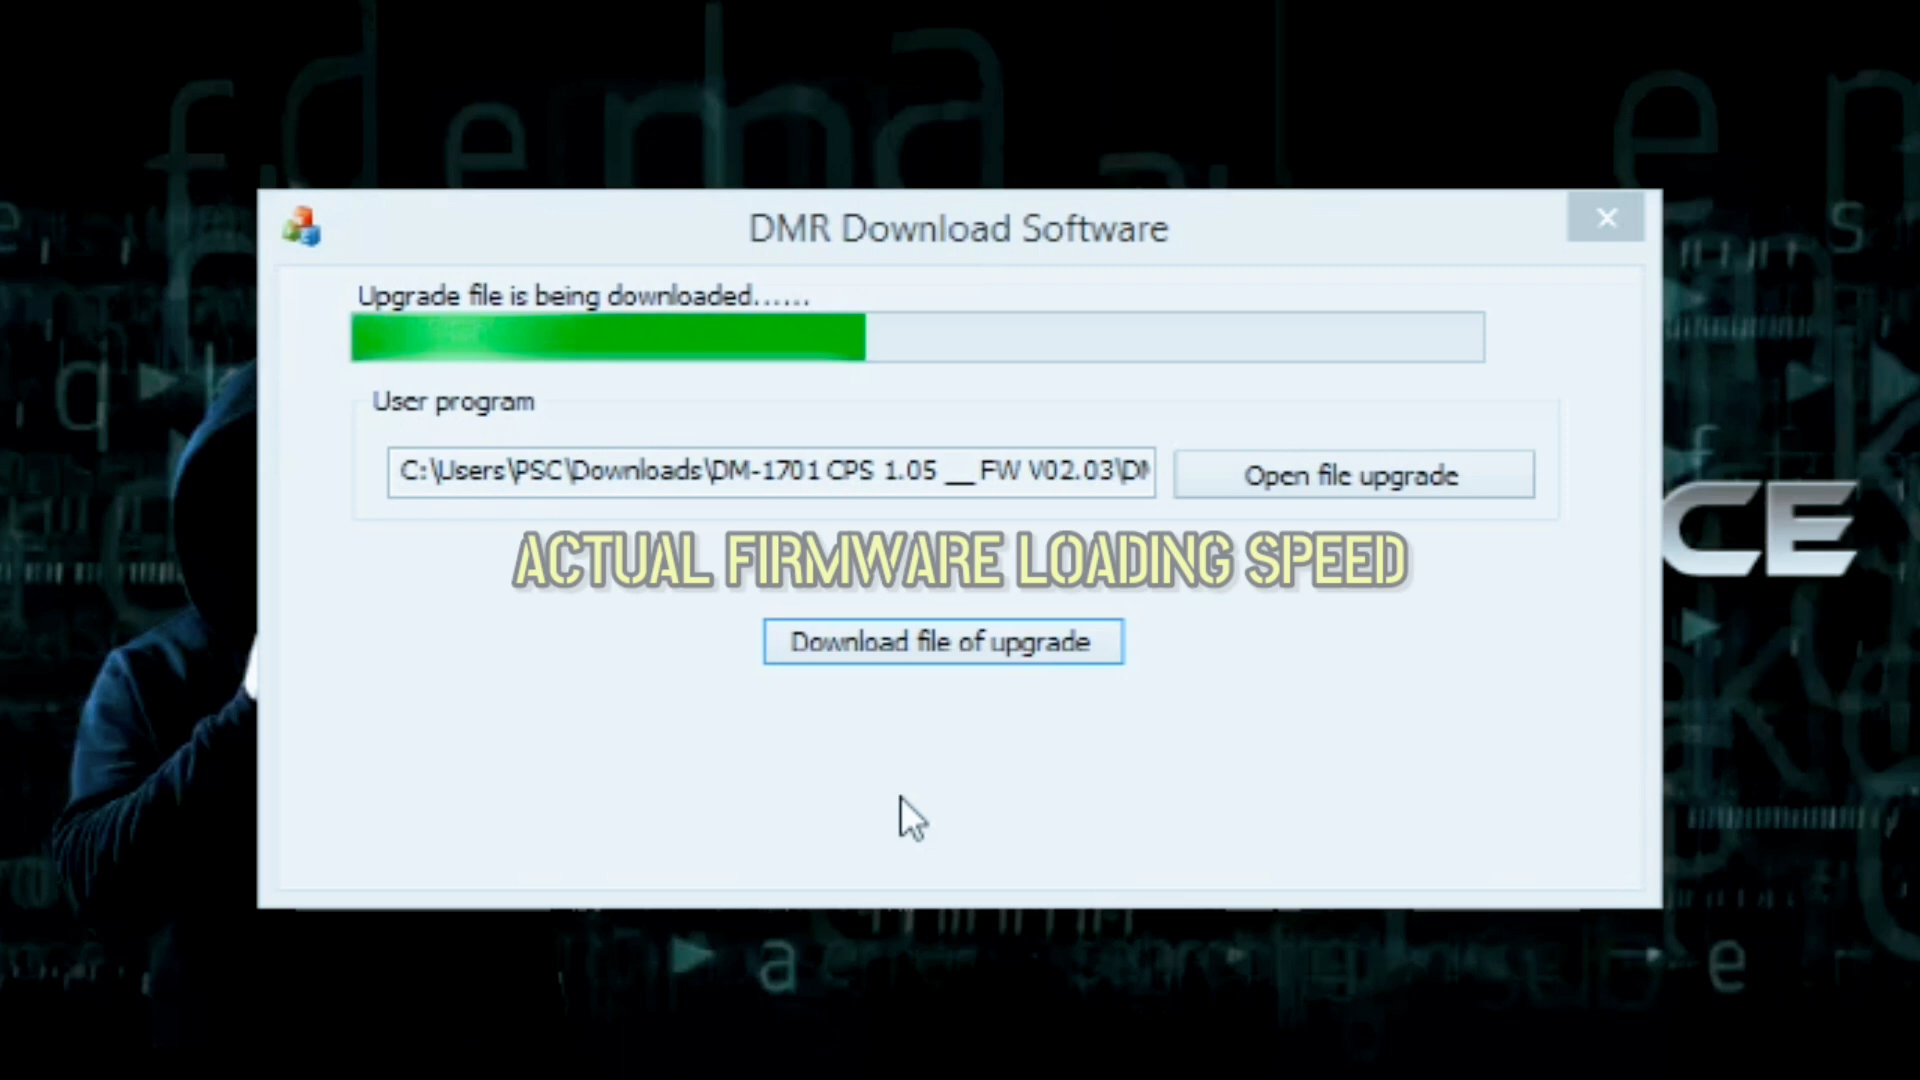 DMR Download Software
Upgrade file is being downloaded......
User program
C:\Users\PSC\Downloads\DM-1701 CPS 1.05 __ FW V02.03\DM
Open file upgrade
CE
ACTUAL FIRMWARE LOADING SPEED
Download file of upgrade